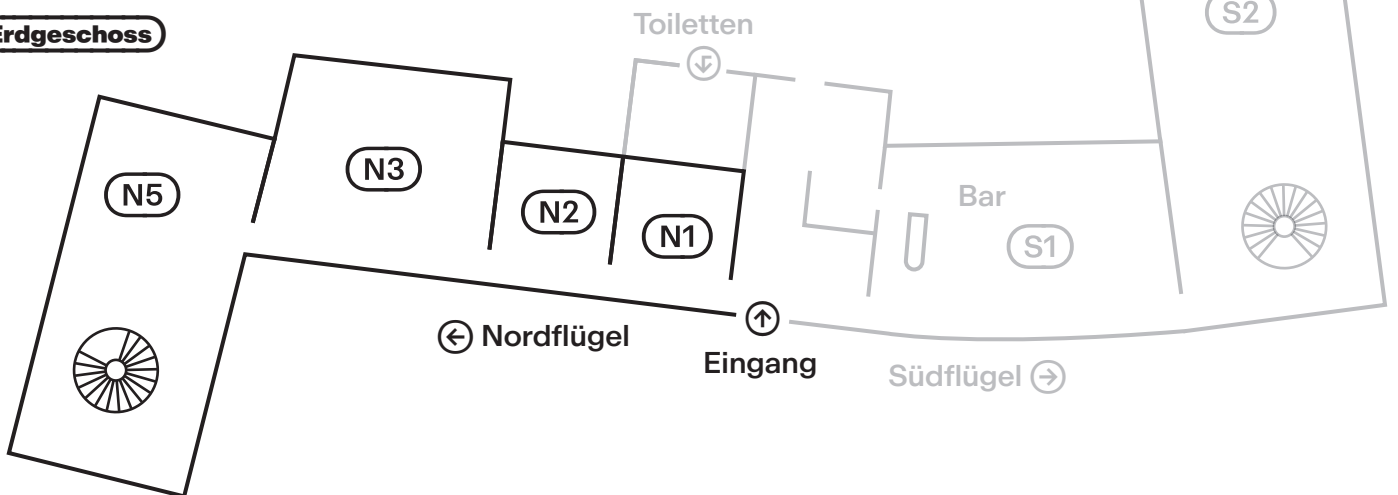 Erdgeschoss
Toiletten
S2
N5
N3
N2
N1
Bar
S1
Nordflügel
Eingang
Südflügel